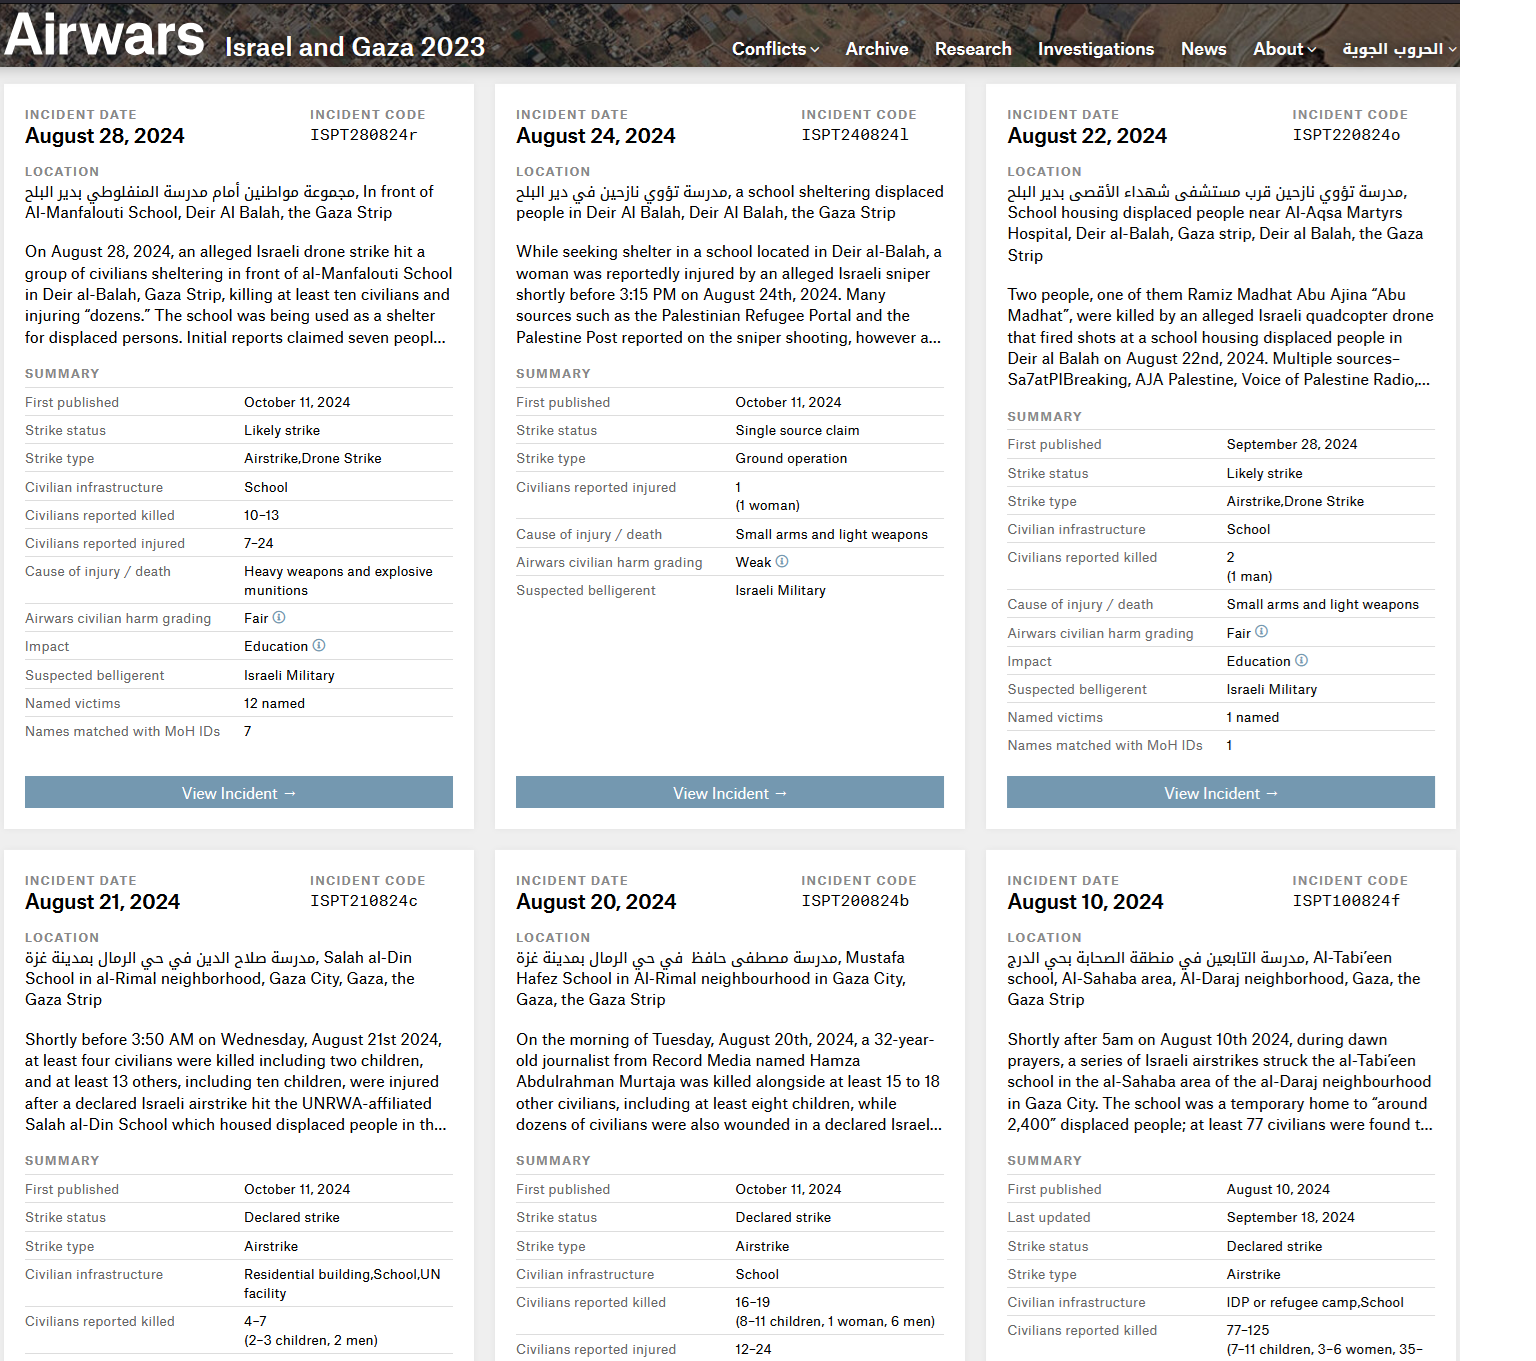 Airwars Israel and Gaza 2023
Conflicts Archive Research Investigations News About الحروب الجوية
INCIDENT DATE
August 28, 2024
INCIDENT CODE
ISPT280824r
LOCATION
مجموعة مواطنين أمام مدرسة المنفلوطي بدير البلح, In front of
Al-Manfalouti School, Deir Al Balah, the Gaza Strip
On August 28, 2024, an alleged Israeli drone strike hit a
group of civilians sheltering in front of al-Manfalouti School
in Deir al-Balah, Gaza Strip, killing at least ten civilians and
injuring “dozens.” The school was being used as a shelter
for displaced persons. Initial reports claimed seven peopl...
SUMMARY
First published October 11, 2024
Strike status Likely strike
Strike type Airstrike,Drone Strike
Civilian infrastructure School
Civilians reported killed 10–13
Civilians reported injured 7–24
Cause of injury / death Heavy weapons and explosive
munitions
Airwars civilian harm grading Fair
Impact Education
Suspected belligerent Israeli Military
Named victims 12 named
Names matched with MoH IDs 7
View Incident →
INCIDENT DATE
August 24, 2024
INCIDENT CODE
ISPT240824l
LOCATION
مدرسة تؤوي نازحين في دير البلح, a school sheltering displaced
people in Deir Al Balah, Deir Al Balah, the Gaza Strip
While seeking shelter in a school located in Deir al-Balah, a
woman was reportedly injured by an alleged Israeli sniper
shortly before 3:15 PM on August 24th, 2024. Many
sources such as the Palestinian Refugee Portal and the
Palestine Post reported on the sniper shooting, however a...
SUMMARY
First published October 11, 2024
Strike status Single source claim
Strike type Ground operation
Civilians reported injured 1
(1 woman)
Cause of injury / death Small arms and light weapons
Airwars civilian harm grading Weak
Suspected belligerent Israeli Military
View Incident →
INCIDENT DATE
August 22, 2024
INCIDENT CODE
ISPT220824o
LOCATION
مدرسة تؤوي نازحين قرب مستشفى شهداء الأقصى بدير البلح,
School housing displaced people near Al-Aqsa Martyrs
Hospital, Deir al-Balah, Gaza strip, Deir al Balah, the Gaza
Strip
Two people, one of them Ramiz Madhat Abu Ajina “Abu
Madhat”, were killed by an alleged Israeli quadcopter drone
that fired shots at a school housing displaced people in
Deir al Balah on August 22nd, 2024. Multiple sources–
Sa7atPlBreaking, AJA Palestine, Voice of Palestine Radio,...
SUMMARY
First published September 28, 2024
Strike status Likely strike
Strike type Airstrike,Drone Strike
Civilian infrastructure School
Civilians reported killed 2
(1 man)
Cause of injury / death Small arms and light weapons
Airwars civilian harm grading Fair
Impact Education
Suspected belligerent Israeli Military
Named victims 1 named
Names matched with MoH IDs 1
View Incident →
INCIDENT DATE
August 21, 2024
INCIDENT CODE
ISPT210824c
LOCATION
مدرسة صلاح الدين في حي الرمال بمدينة غزة, Salah al-Din
School in al-Rimal neighborhood, Gaza City, Gaza, the
Gaza Strip
Shortly before 3:50 AM on Wednesday, August 21st 2024,
at least four civilians were killed including two children,
and at least 13 others, including ten children, were injured
after a declared Israeli airstrike hit the UNRWA-affiliated
Salah al-Din School which housed displaced people in th...
SUMMARY
First published October 11, 2024
Strike status Declared strike
Strike type Airstrike
Civilian infrastructure Residential building,School,UN
facility
Civilians reported killed 4–7
(2–3 children, 2 men)
INCIDENT DATE
August 20, 2024
INCIDENT CODE
ISPT200824b
LOCATION
مدرسة مصطفى حافظ في حي الرمال بمدينة غزة, Mustafa
Hafez School in Al-Rimal neighbourhood in Gaza City,
Gaza, the Gaza Strip
On the morning of Tuesday, August 20th, 2024, a 32-year-
old journalist from Record Media named Hamza
Abdulrahman Murtaja was killed alongside at least 15 to 18
other civilians, including at least eight children, while
dozens of civilians were also wounded in a declared Israel...
SUMMARY
First published October 11, 2024
Strike status Declared strike
Strike type Airstrike
Civilian infrastructure School
Civilians reported killed 16–19
(8–11 children, 1 woman, 6 men)
Civilians reported injured 12–24
INCIDENT DATE
August 10, 2024
INCIDENT CODE
ISPT100824f
LOCATION
مدرسة التابعين في منطقة الصحابة بحي الدرج, Al-Tabi’een
school, Al-Sahaba area, Al-Daraj neighborhood, Gaza, the
Gaza Strip
Shortly after 5am on August 10th 2024, during dawn
prayers, a series of Israeli airstrikes struck the al-Tabi’een
school in the al-Sahaba area of the al-Daraj neighbourhood
in Gaza City. The school was a temporary home to “around
2,400” displaced people; at least 77 civilians were found t...
SUMMARY
First published August 10, 2024
Last updated September 18, 2024
Strike status Declared strike
Strike type Airstrike
Civilian infrastructure IDP or refugee camp,School
Civilians reported killed 77–125
(7–11 children, 3–6 women, 35–